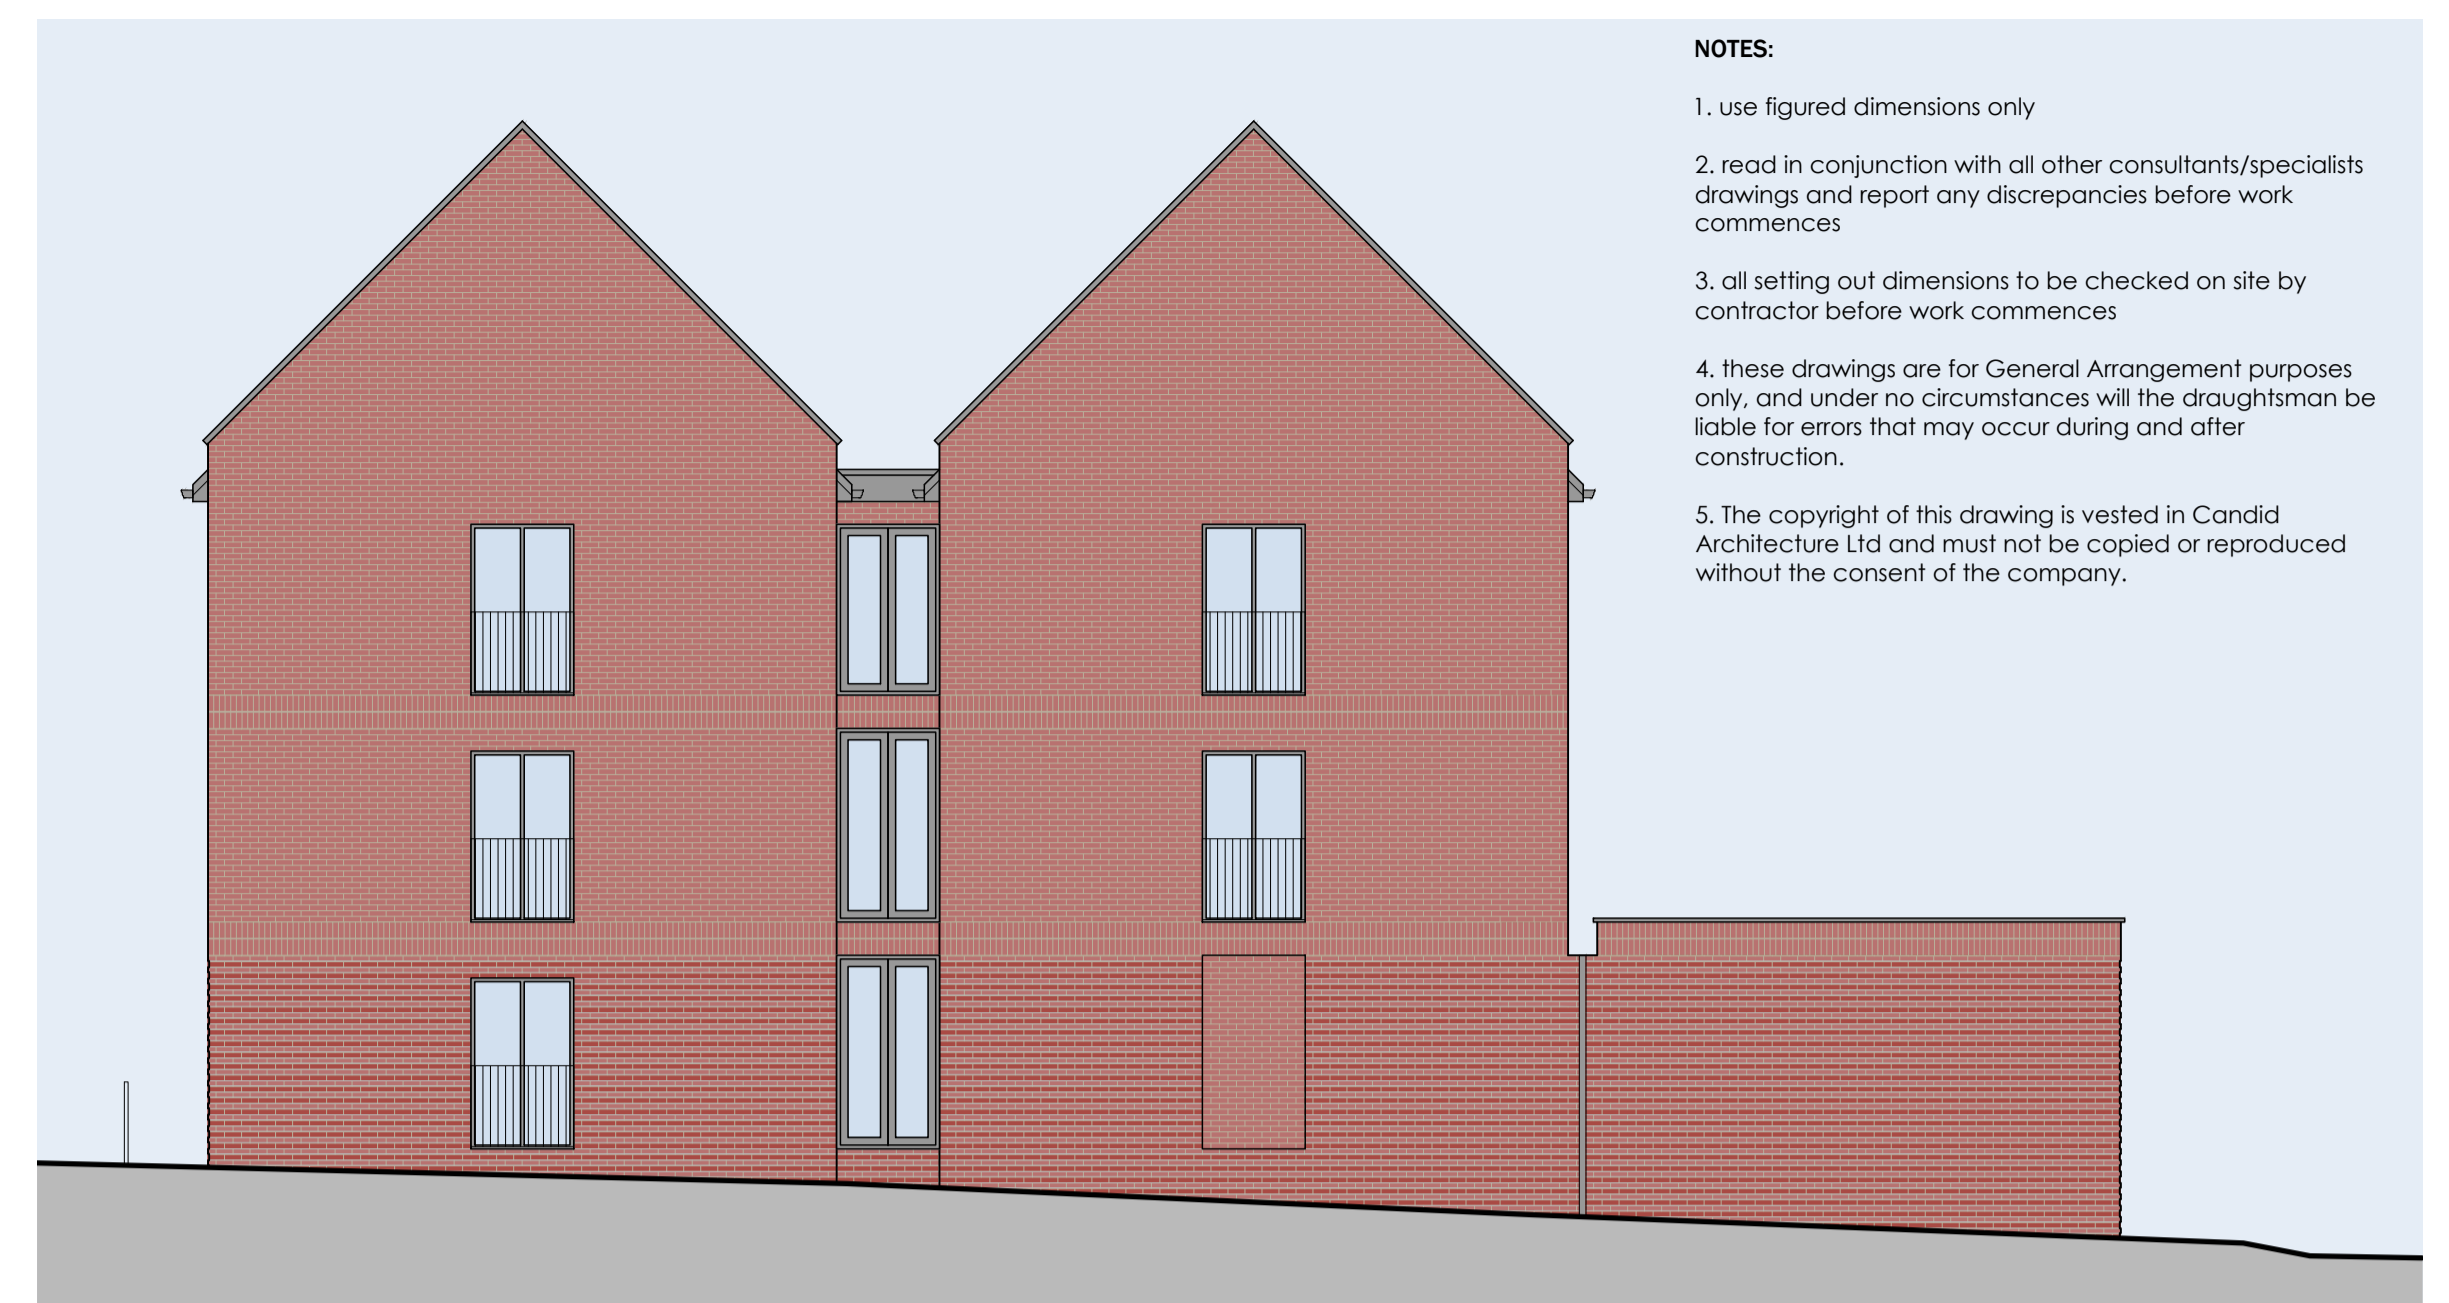 NOTES:
1. use figured dimensions only
2. read in conjunction with all other consultants/specialists
drawings and report any discrepancies before work
commences
3. all setting out dimensions to be checked on site by
contractor before work commences
4. these drawings are for General Arrangement purposes
only, and under no circumstances will the draughtsman be
liable for errors that may occur during and after
construction.
5. The copyright of this drawing is vested in Candid
Architecture Ltd and must not be copied or reproduced
without the consent of the company.